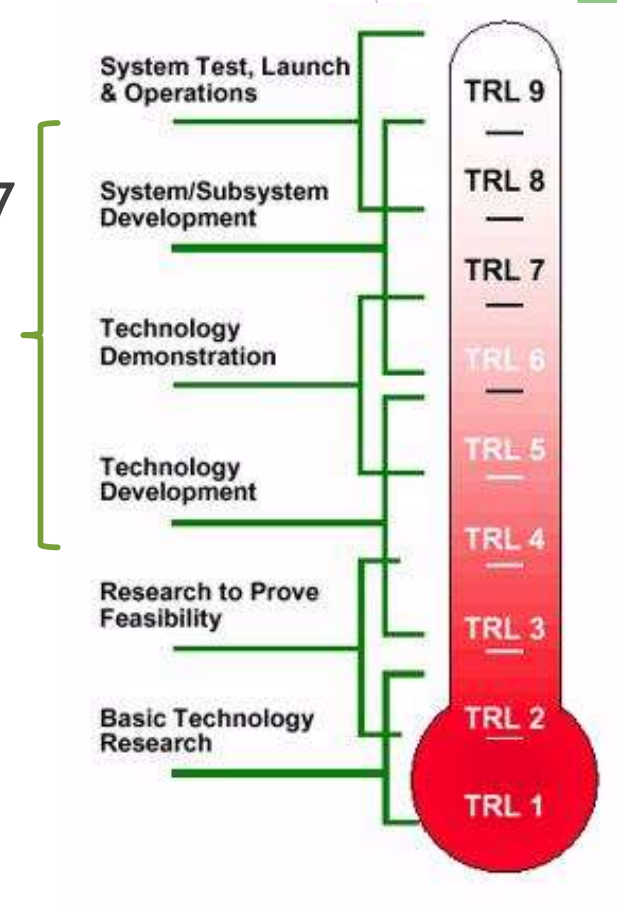 7
System Test, Launch
& Operations
System/Subsystem
Development
Technology
Demonstration
Technology
Development
Research to Prove
Feasibility
Basic Technology
Research
TRL 9
TRL 8
TRL 7
TRL 6
TRL 5
TRL 4
TRL 3
TRL 2
TRL 1